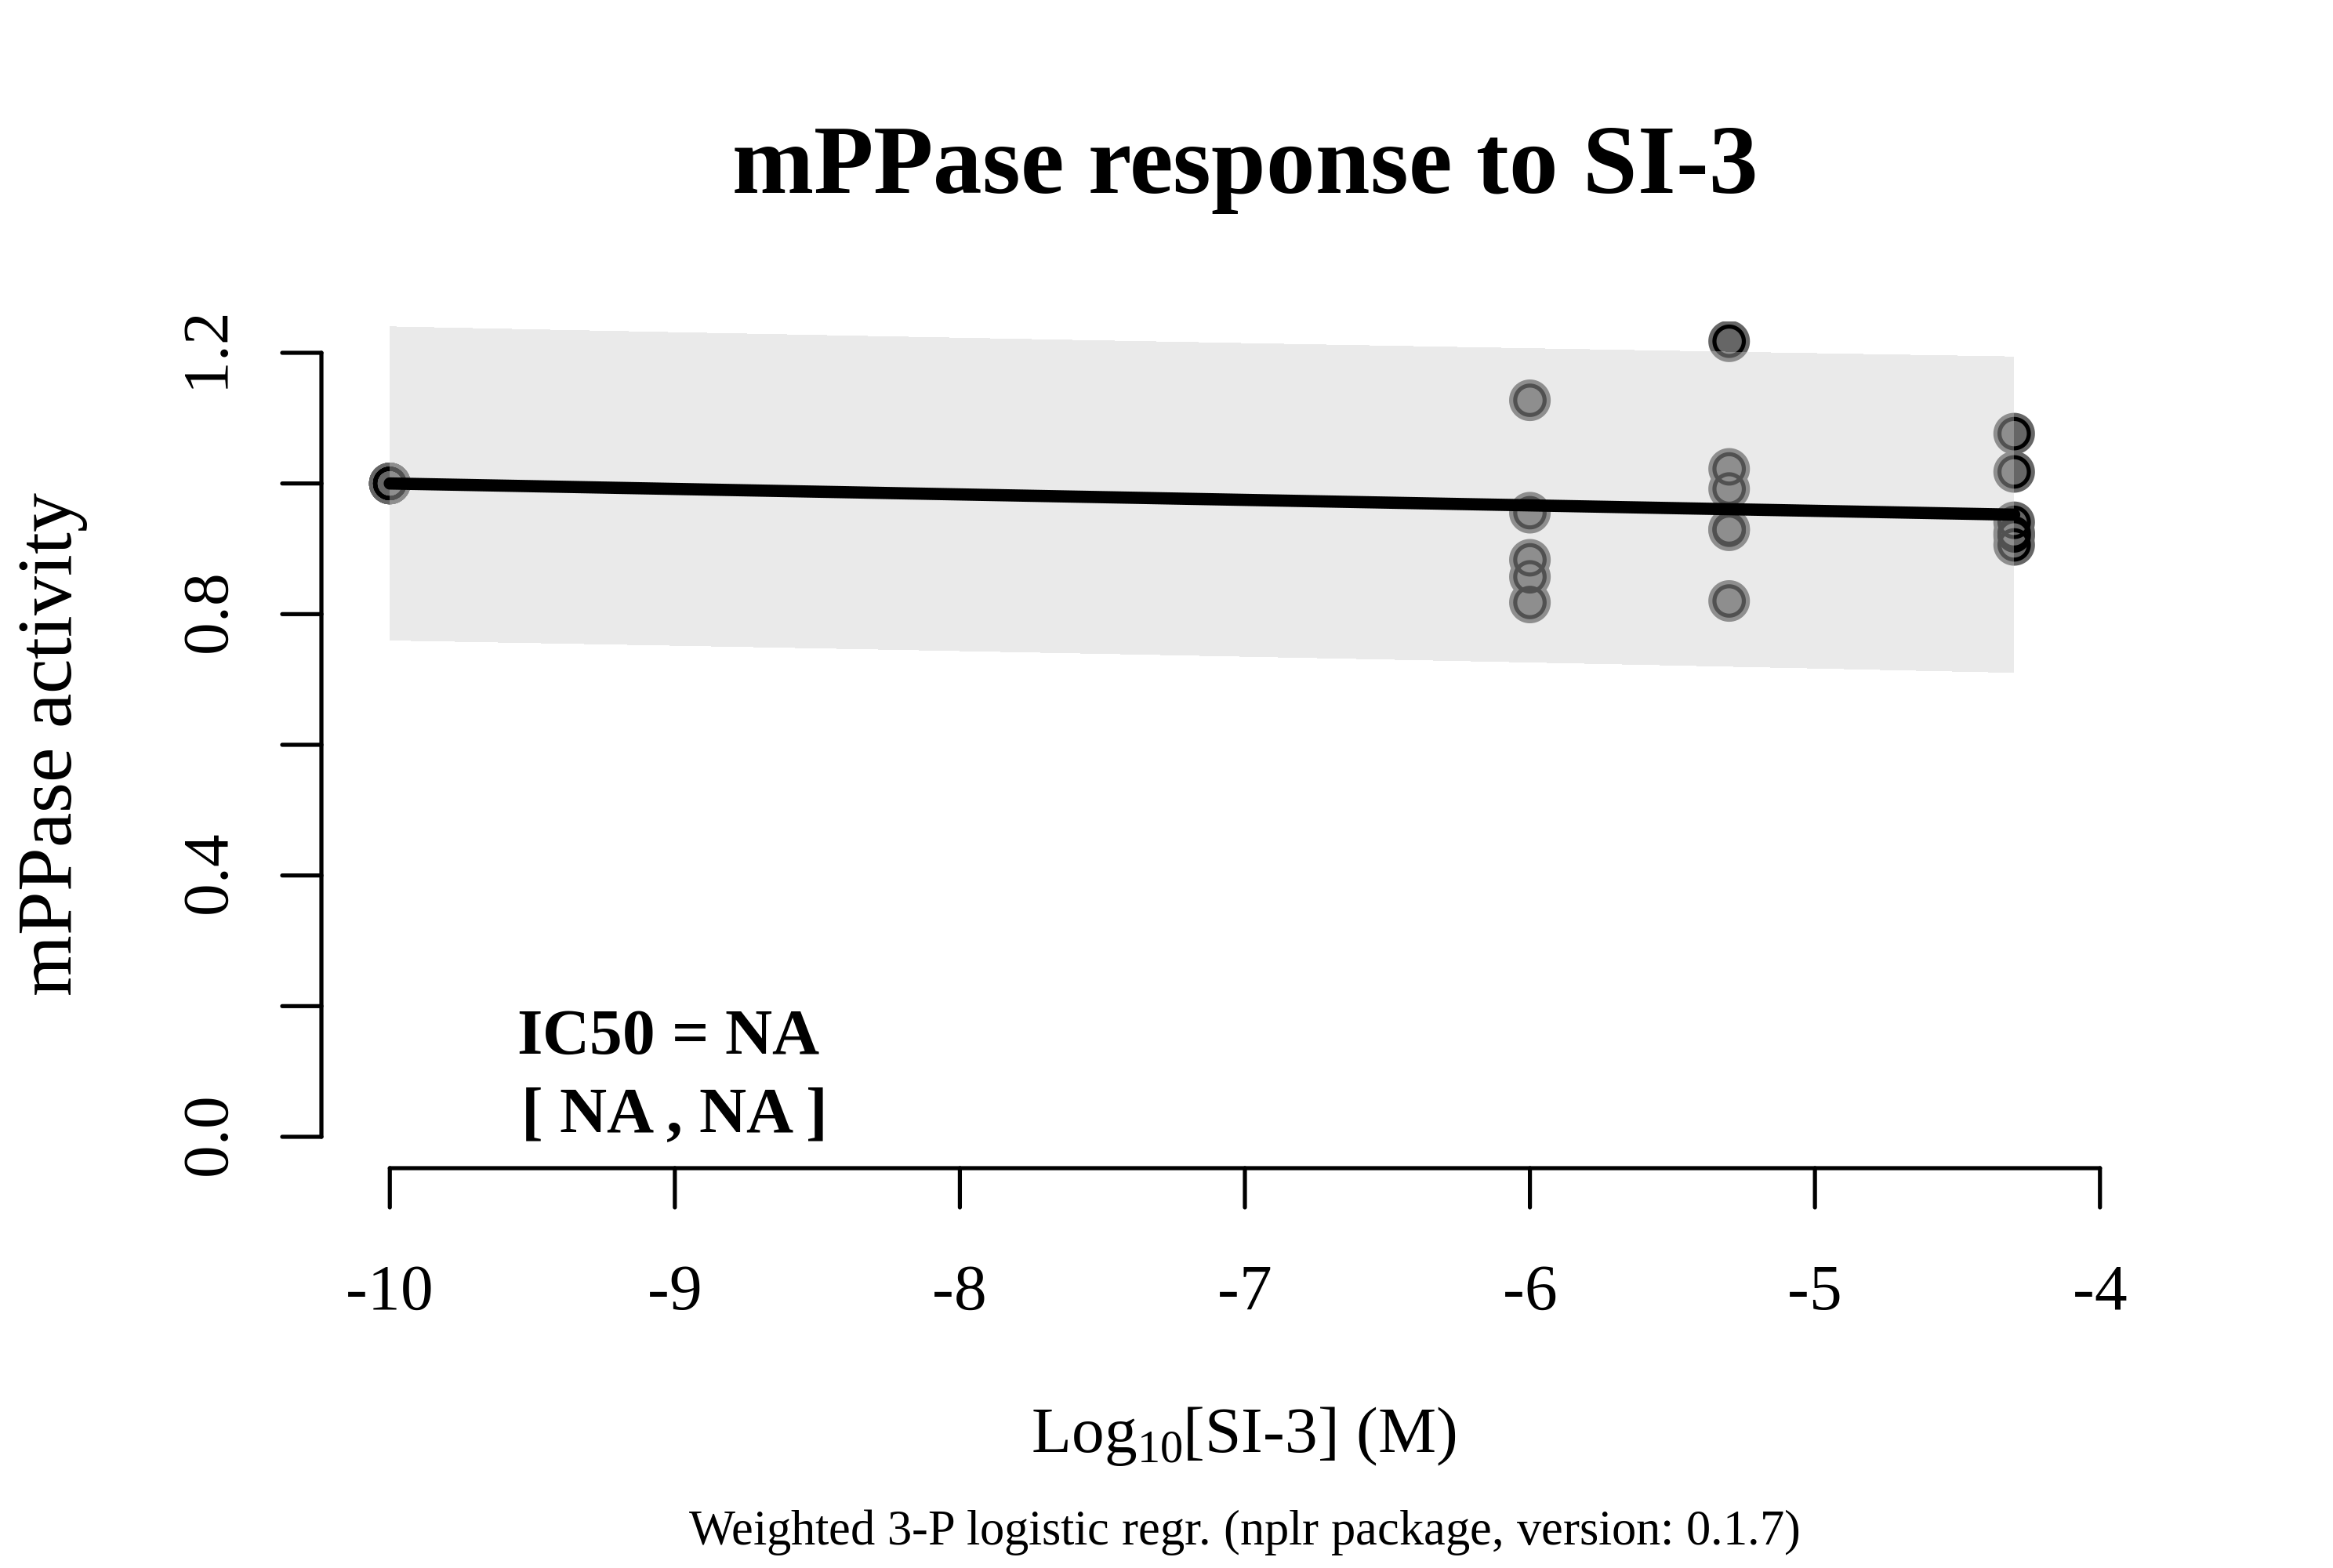 mPPase response to SI-3
mPPase activity
1.2
0.8
0.4
0.0
IC50 = NA
[ NA , NA ]
-10 -9 -8 -7 -6 -5 -4
Log10[SI-3] (M)
Weighted 3-P logistic regr. (nplr package, version: 0.1.7)